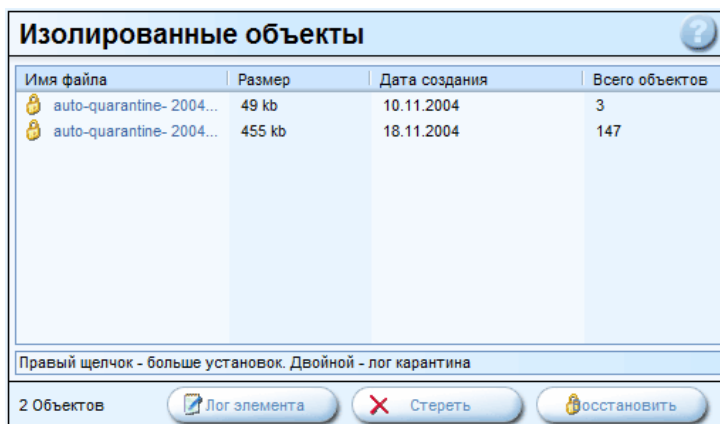 Изолированные объекты
Имя файла Размер Дата создания Всего объектов
auto-quarantine- 2004... 49 kb 10.11.2004 3
auto-quarantine- 2004... 455 kb 18.11.2004 147
Правый щелчок - больше установок. Двойной - лог карантина
2 Объектов Лог элемента Стереть Восстановить